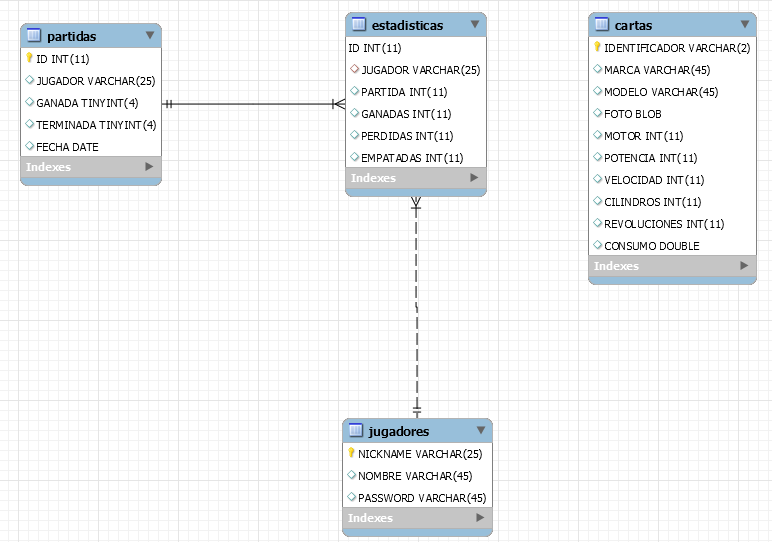 partidas
ID INT(11)
JUGADOR VARCHAR(25)
GANADA TINYINT(4)
TERMINADA TINYINT(4)
FECHA DATE
Indexes
estadisticas
ID INT(11)
JUGADOR VARCHAR(25)
PARTIDA INT(11)
GANADAS INT(11)
PERDIDAS INT(11)
EMPATADAS INT(11)
Indexes
cartas
IDENTIFICADOR VARCHAR(2)
MARCA VARCHAR(45)
MODELO VARCHAR(45)
FOTO BLOB
MOTOR INT(11)
POTENCIA INT(11)
VELOCIDAD INT(11)
CILINDROS INT(11)
REVOLUCIONES INT(11)
CONSUMO DOUBLE
Indexes
jugadores
NICKNAME VARCHAR(25)
NOMBRE VARCHAR(45)
PASSWORD VARCHAR(45)
Indexes